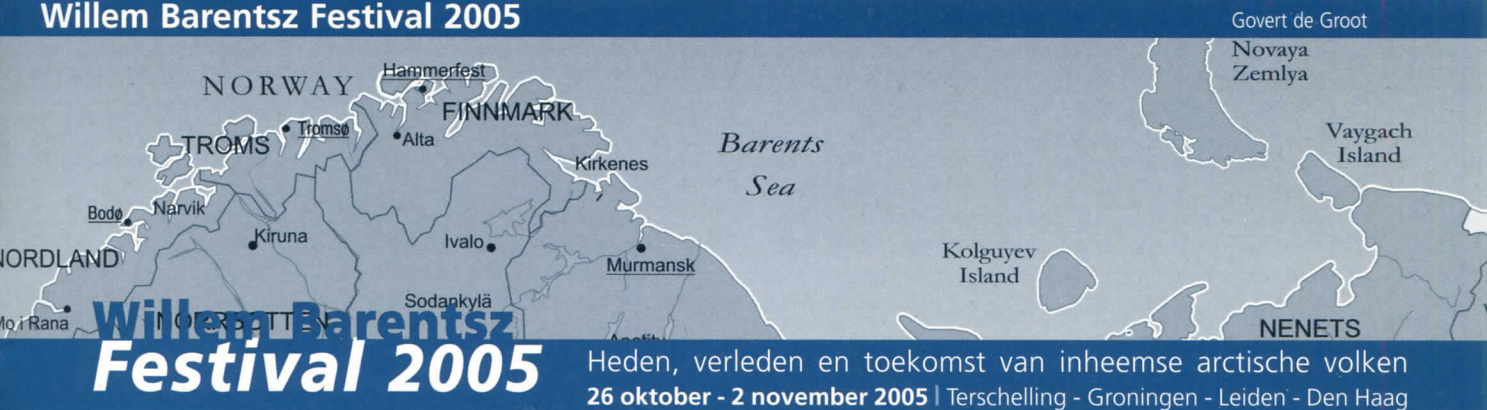 Willem Barentsz Festival 2005
Govert de Groot
Novaya
Zemlya
NORWAY
Hammerfest
FINNMARK
Tromsø
TROMS
Alta
Barents
Sea
Vaygach
Island
Kirkenes
Bodø
Narvik
Kiruna
Ivalo
NORDLAND
Murmansk
Kolguyev
Island
Sodankylä
Mo i Rana
NORRBOTTEN
NENETS
Willem Barentsz
Festival 2005
Heden, verleden en toekomst van inheemse arctische volken
26 oktober - 2 november 2005 | Terschelling - Groningen - Leiden - Den Haag